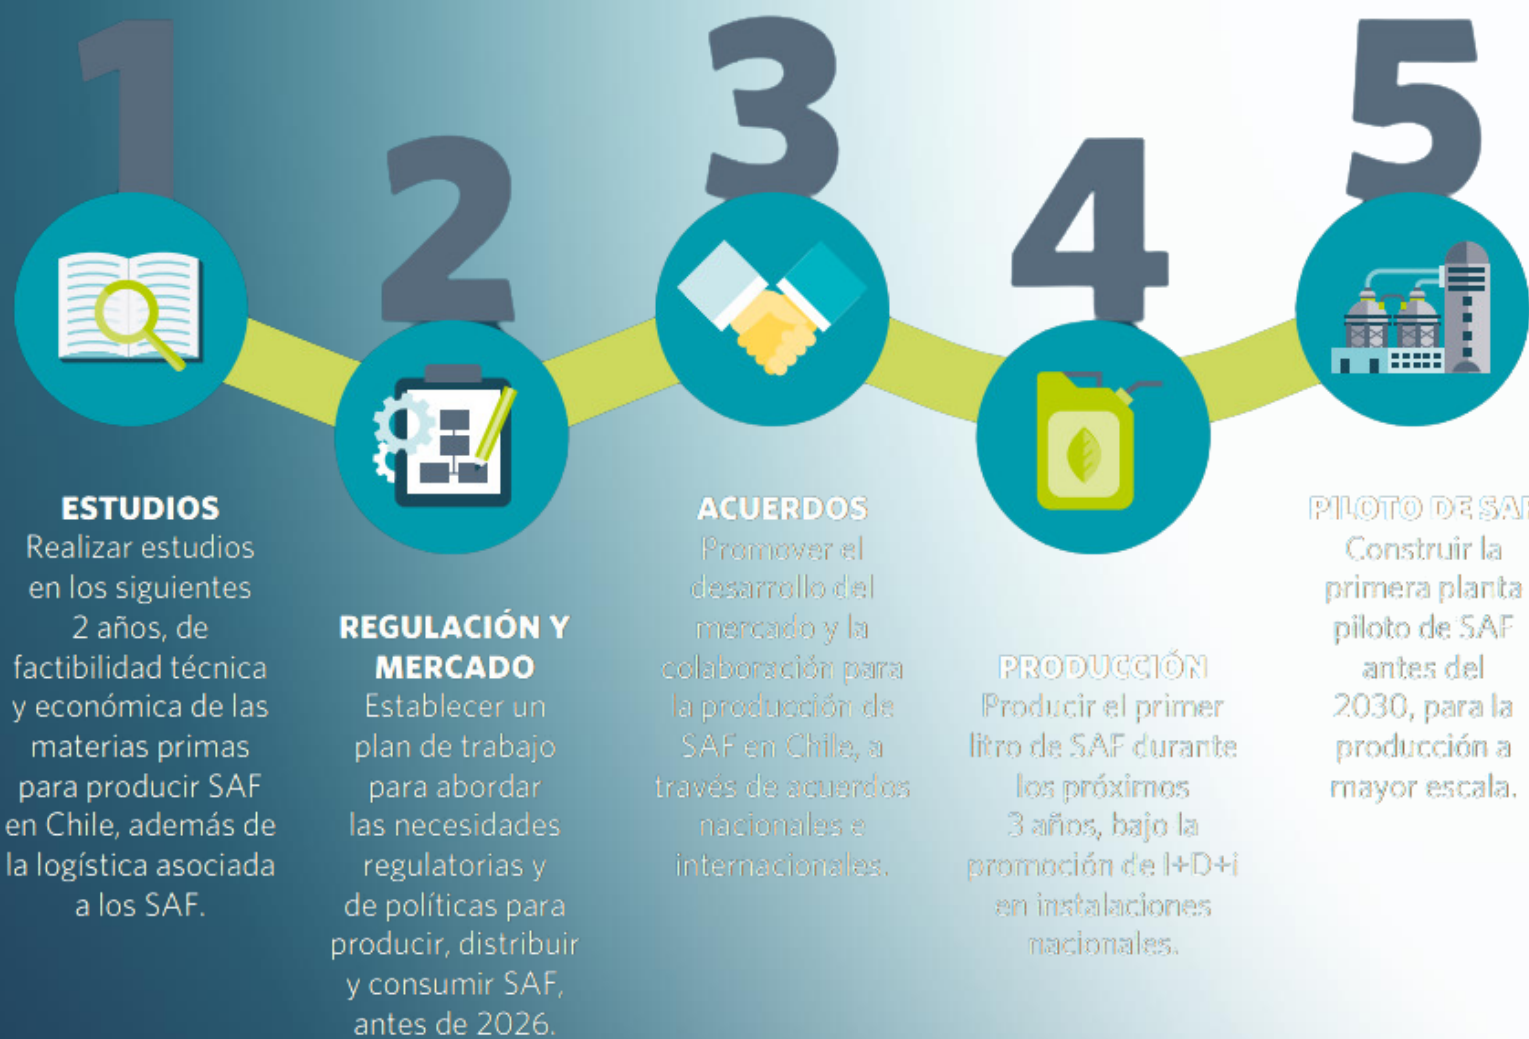 1
ESTUDIOS
Realizar estudios
en los siguientes
2 años, de
factibilidad técnica
y económica de las
materias primas
para producir SAF
en Chile, además de
la logística asociada
a los SAF.
2
REGULACIÓN Y
MERCADO
Establecer un
plan de trabajo
para abordar
las necesidades
regulatorias y
de políticas para
producir, distribuir
y consumir SAF,
antes de 2026.
3
ACUERDOS
Promover el
desarrollo del
mercado y la
colaboración para
la producción de
SAF en Chile, a
través de acuerdos
nacionales e
internacionales.
4
PRODUCCIÓN
Producir el primer
litro de SAF durante
los próximos
3 años, bajo la
promoción de I+D+i
en instalaciones
nacionales.
5
PILOTO DE SAF
Construir la
primera planta
piloto de SAF
antes del
2030, para la
producción a
mayor escala.